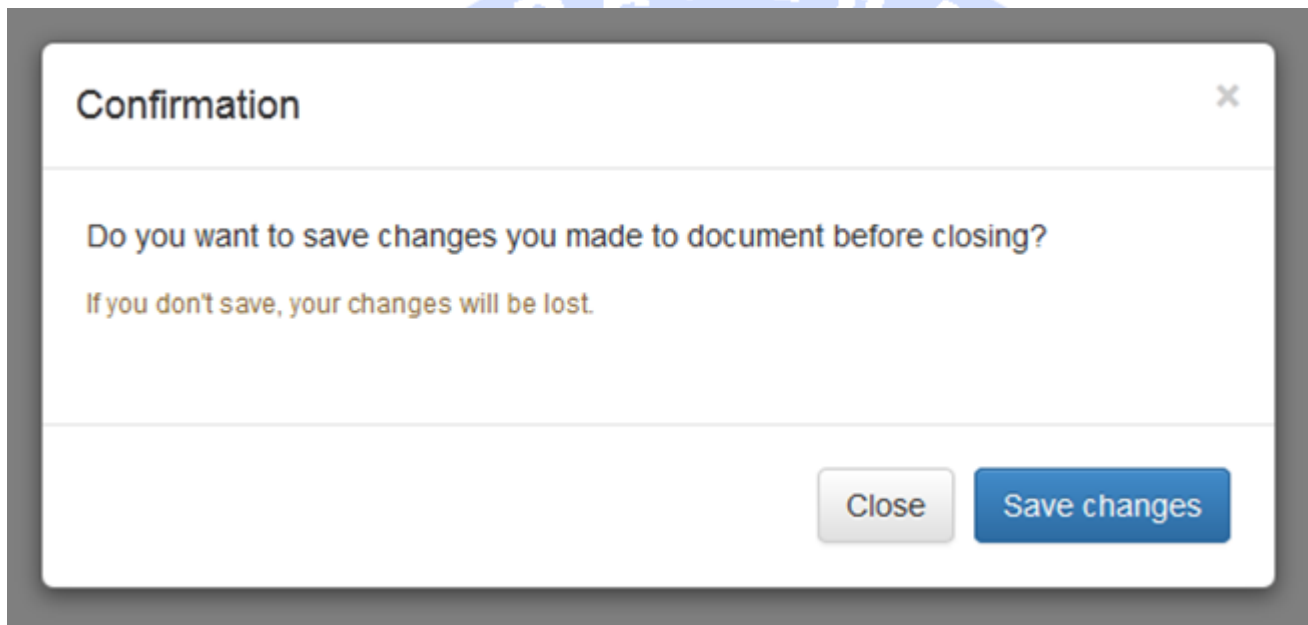 Confirmation ×
Do you want to save changes you made to document before closing?
If you don't save, your changes will be lost.
Close Save changes